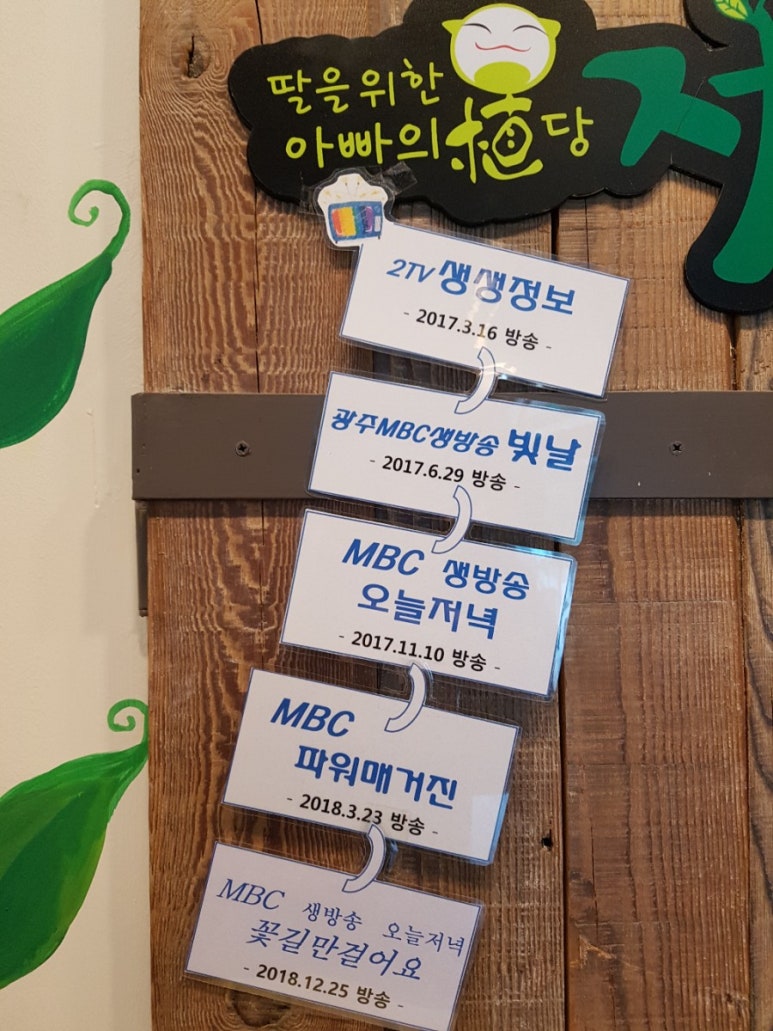 딸을위한
아빠의 植당
2TV 생생정보
- 2017.3.16 방송 -
광주MBC생방송 빛날
- 2017.6.29 방송 -
MBC 생방송
오늘저녁
- 2017.11.10 방송 -
MBC
파워매거진
- 2018.3.23 방송 -
MBC 생방송 오늘저녁
꽃길만걸어요
- 2018.12.25 방송 -